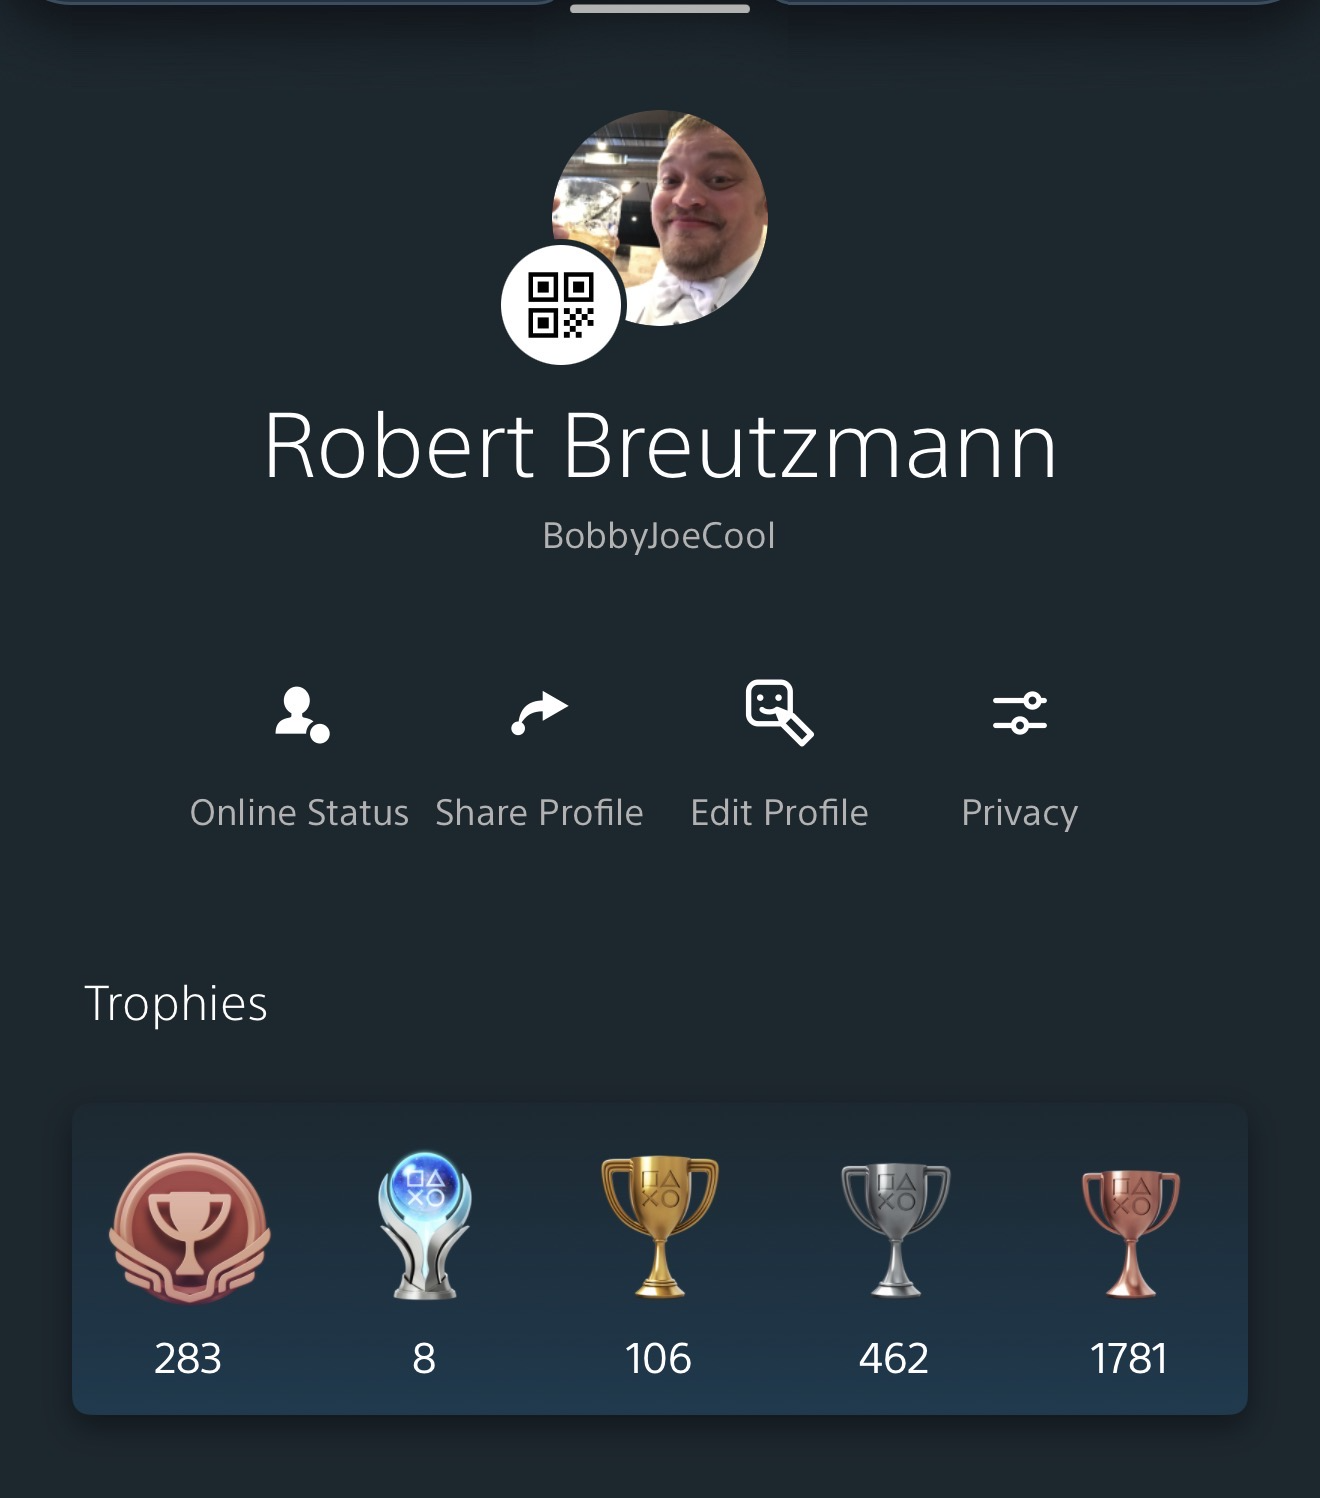 Robert Breutzmann
BobbyJoeCool
Online Status Share Profile Edit Profile Privacy
Trophies
283 8 106 462 1781